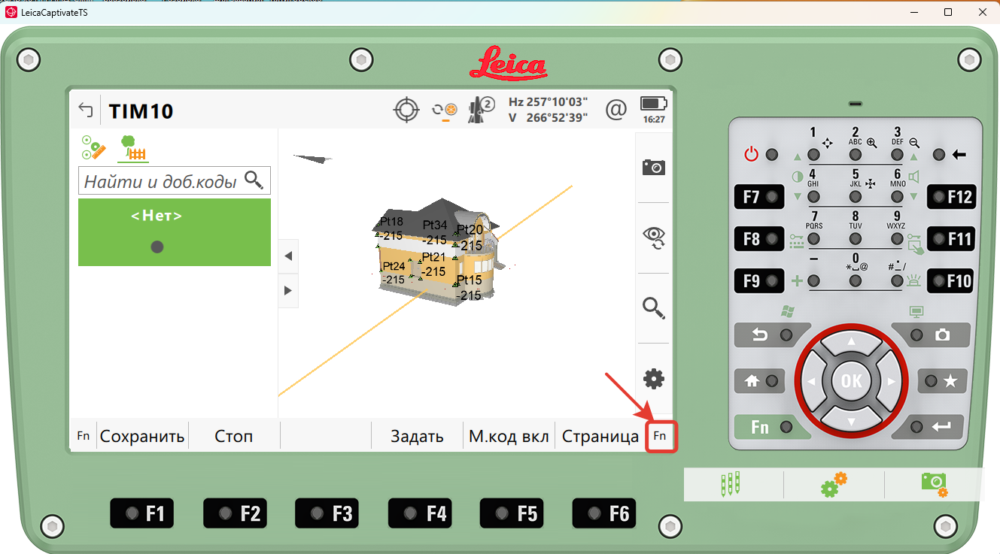 LeicaCaptivateTS
Leica
TIM10
2
Hz 257°10'03"
V 266°52'39"
@
16:27
Найти и доб.коды
<Нет>
Pt18
-215
Pt34
-215
Pt20
-215
Pt21
-215
Pt24
-215
Pt15
-215
Fn
Сохранить
Стоп
Задать
М.код вкл
Страница
Fn
F1
F2
F3
F4
F5
F6
1
2
ABC
3
DEF
4
GHI
5
JKL
6
MNO
F7
F12
7
PQRS
8
TUV
9
WXYZ
F8
F11
0
*␣@
#./
F9
F10
OK
Fn